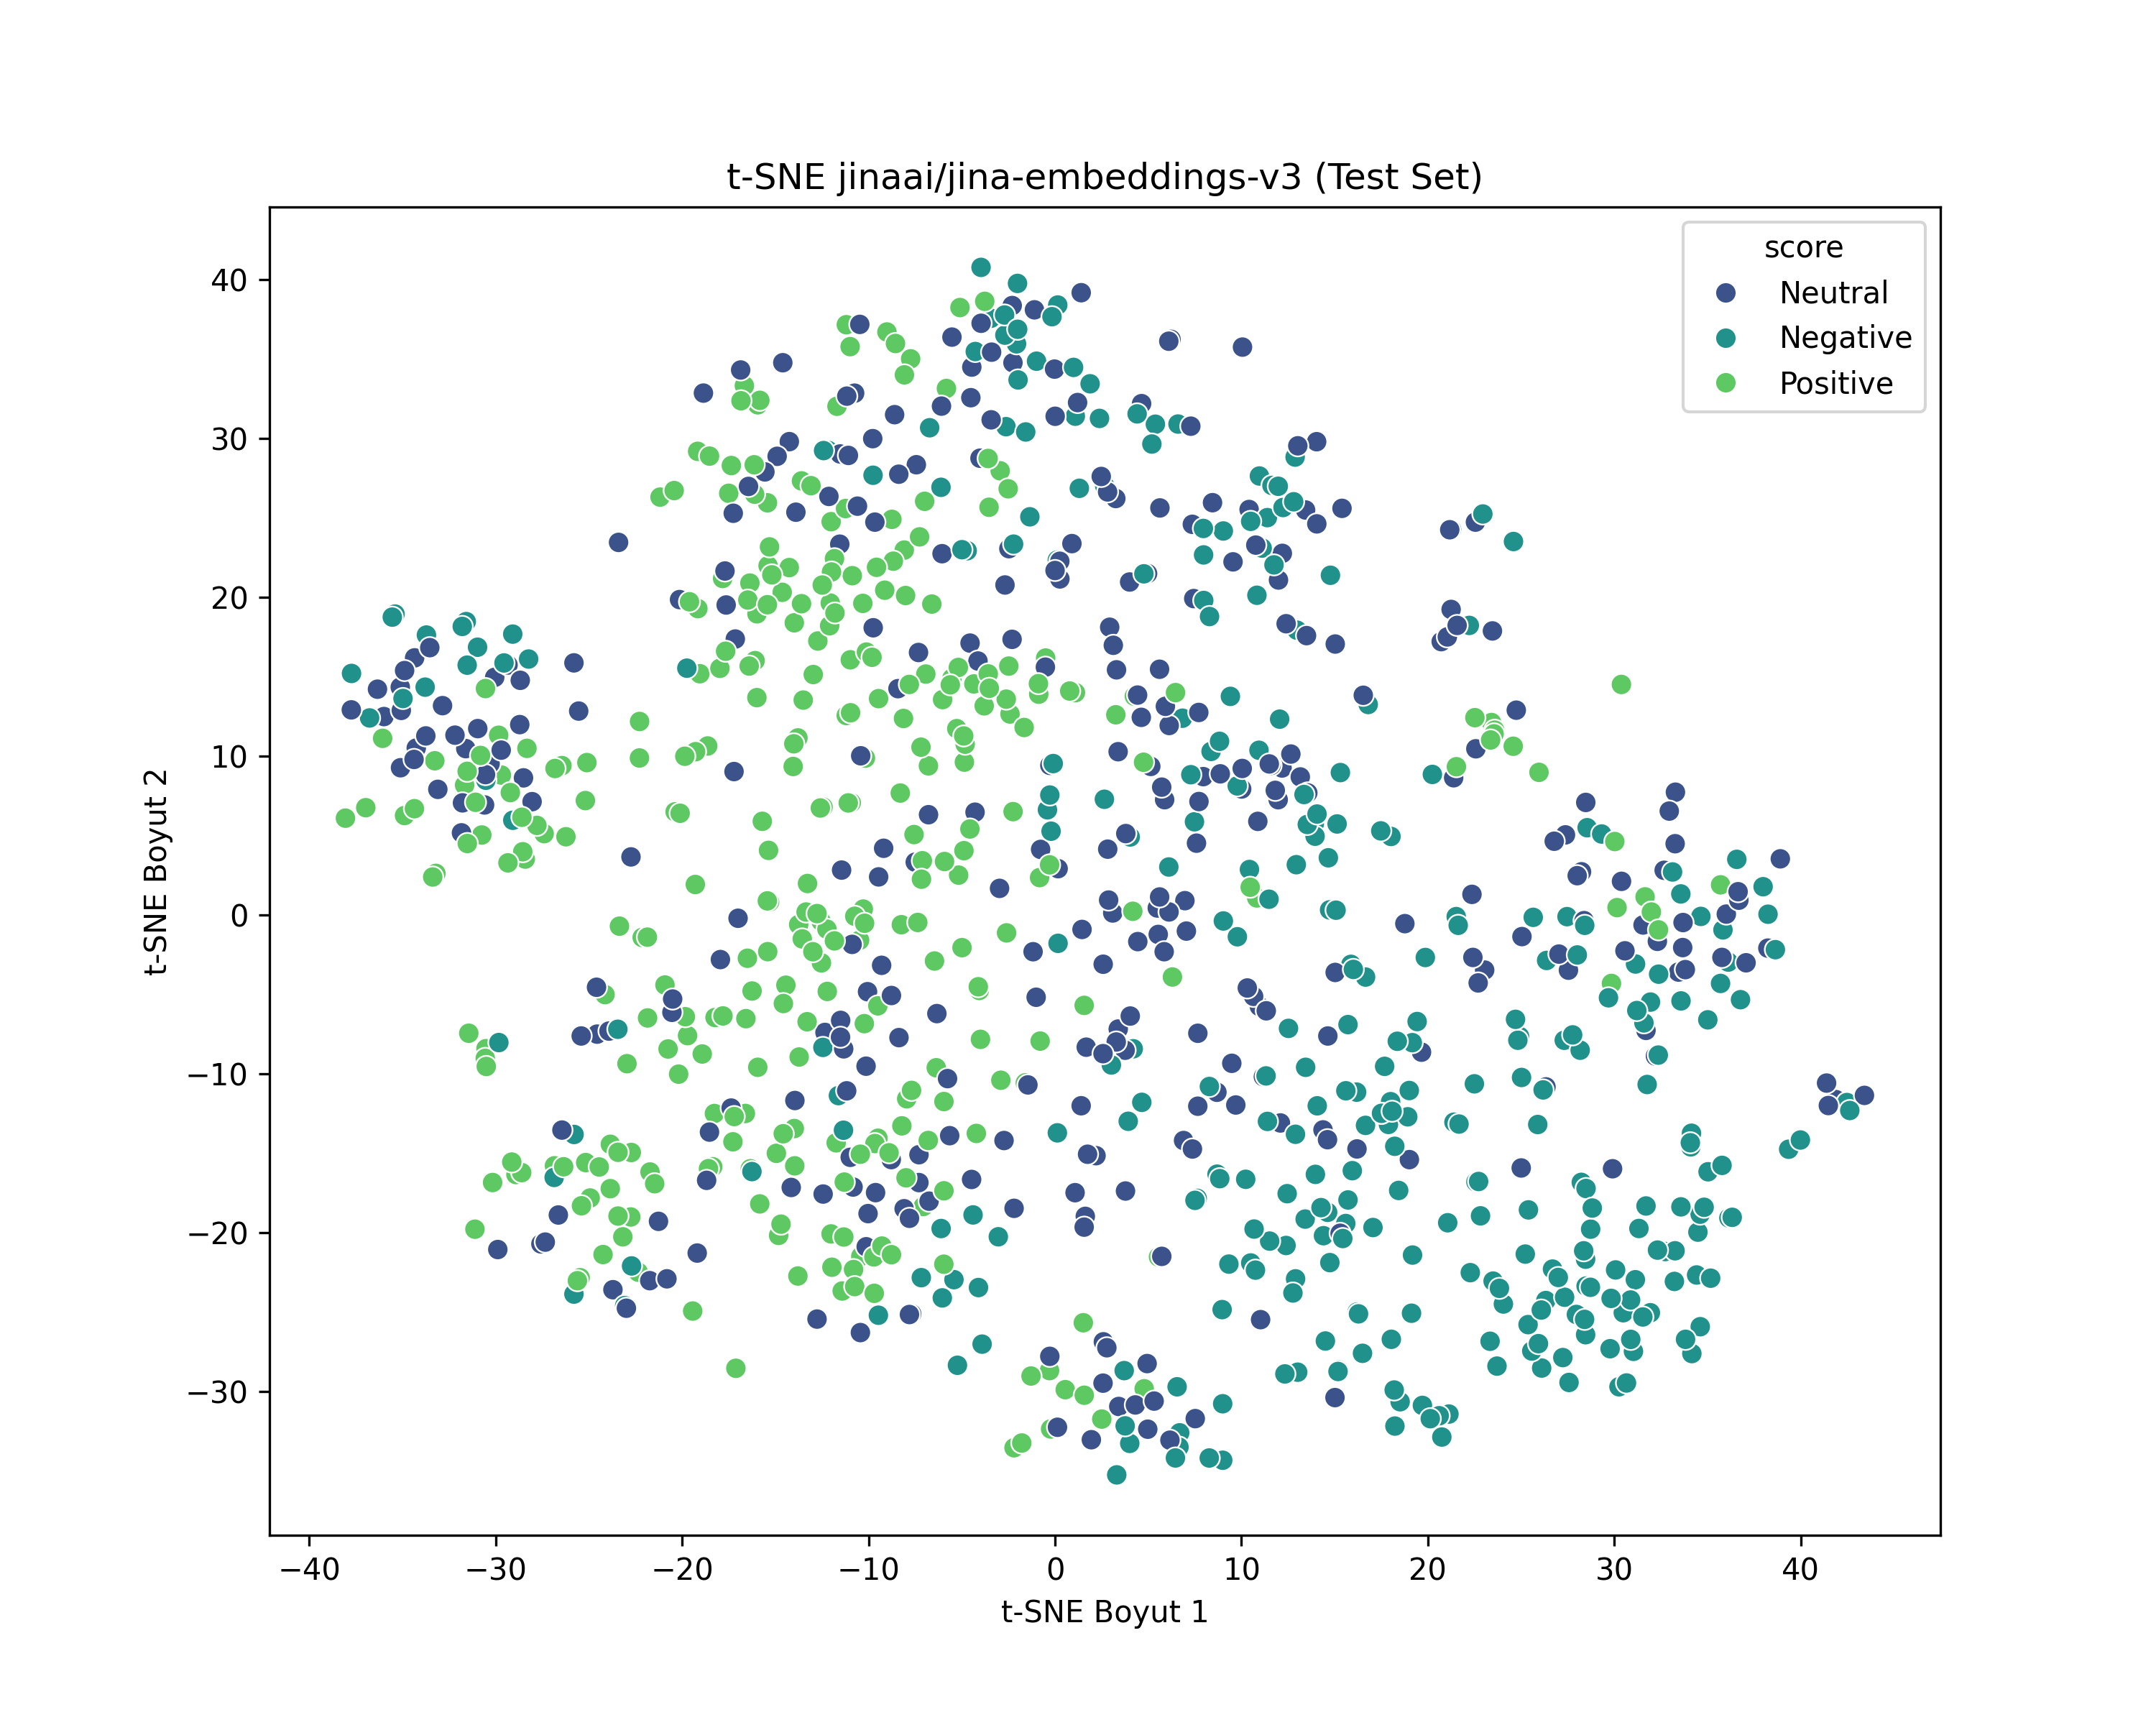 t-SNE jinaai/jina-embeddings-v3 (Test Set)
score
Neutral
Negative
Positive
40
30
20
10
0
−10
−20
−30
t-SNE Boyut 2
−40
−30
−20
−10
0
10
20
30
40
t-SNE Boyut 1